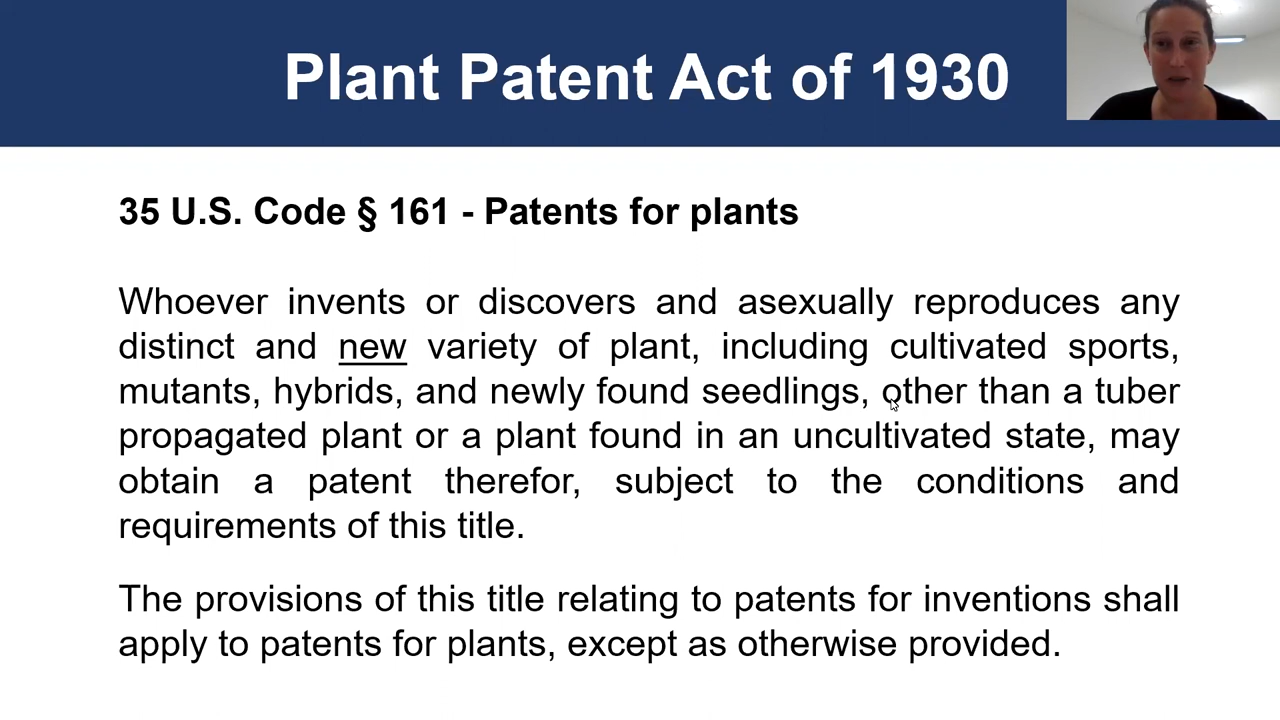 Plant Patent Act of 1930
35 U.S. Code § 161 - Patents for plants
Whoever invents or discovers and asexually reproduces any
distinct and new variety of plant, including cultivated sports,
mutants, hybrids, and newly found seedlings, other than a tuber
propagated plant or a plant found in an uncultivated state, may
obtain a patent therefor, subject to the conditions and
requirements of this title.
The provisions of this title relating to patents for inventions shall
apply to patents for plants, except as otherwise provided.